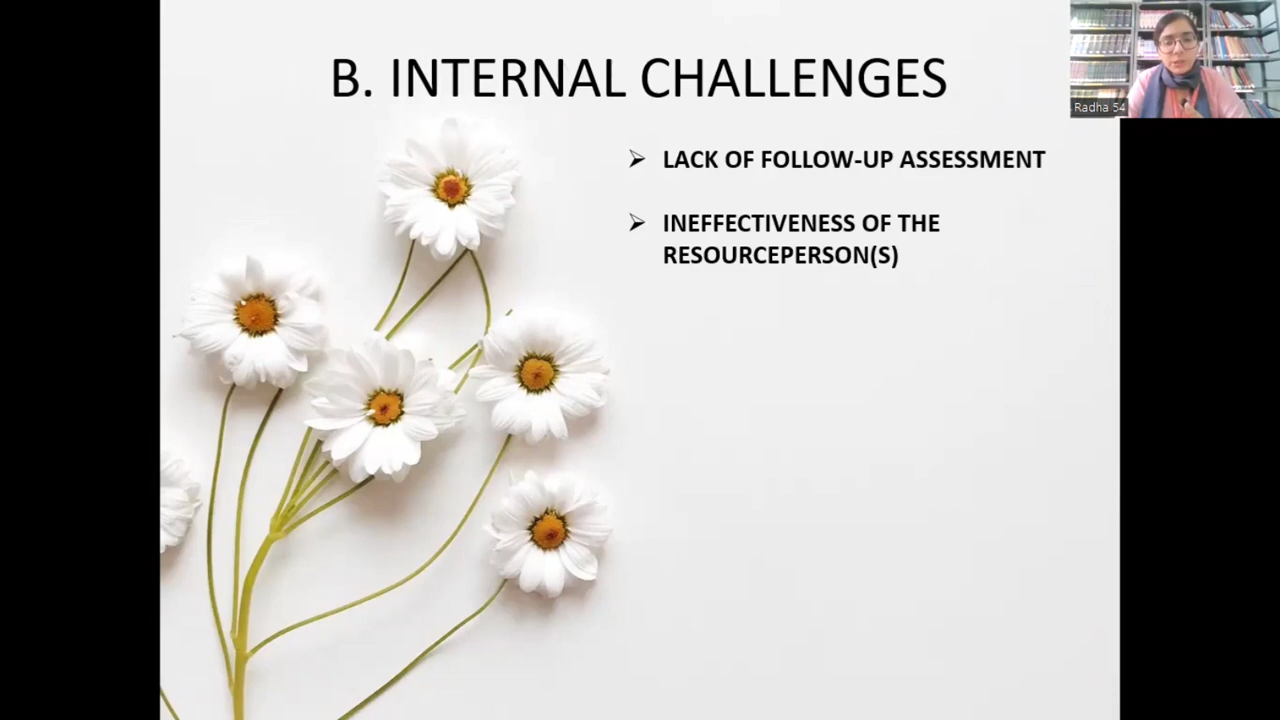 B. INTERNAL CHALLENGES
Radha 54
➢ LACK OF FOLLOW-UP ASSESSMENT
➢ INEFFECTIVENESS OF THE
RESOURCEPERSON(S)